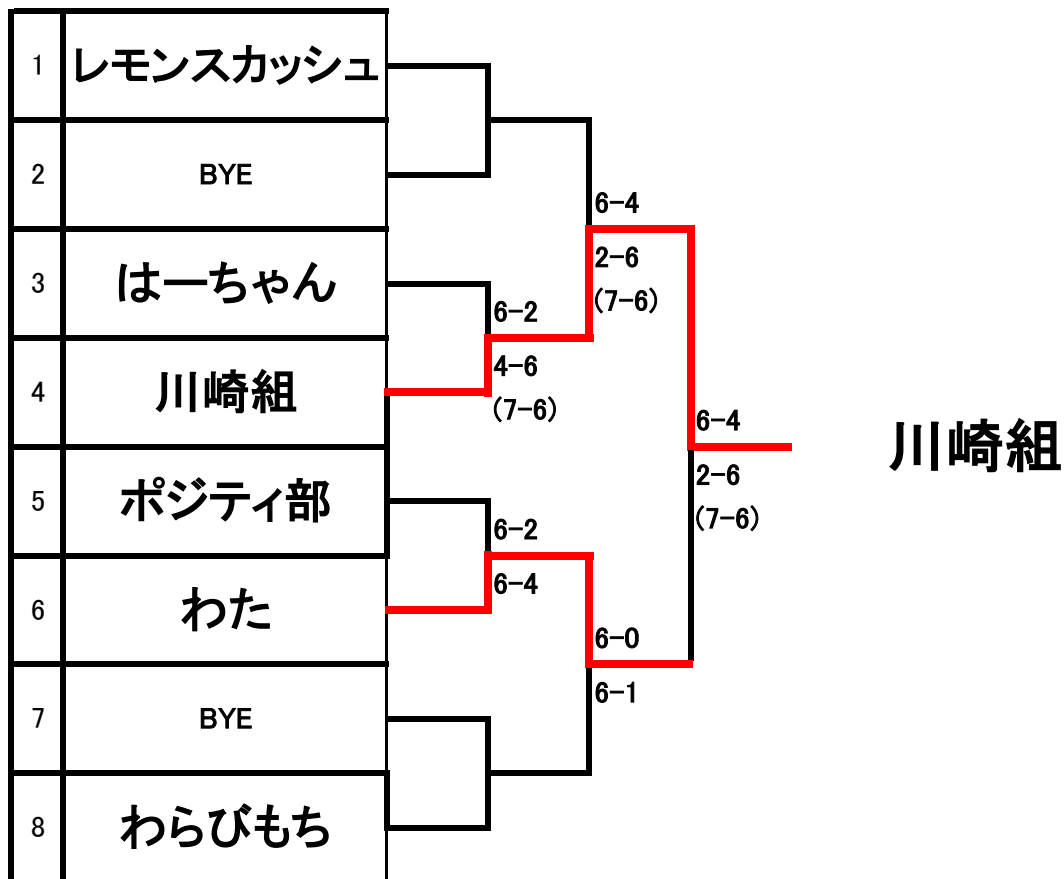 1 レモンスカッシュ
2 BYE
3 はーちゃん
4 川崎組
5 ポジティ部
6 わた
7 BYE
8 わらびもち
6-2
4-6
(7-6)
6-2
6-4
6-4
2-6
(7-6)
6-0
6-1
6-4
2-6
(7-6)
川崎組